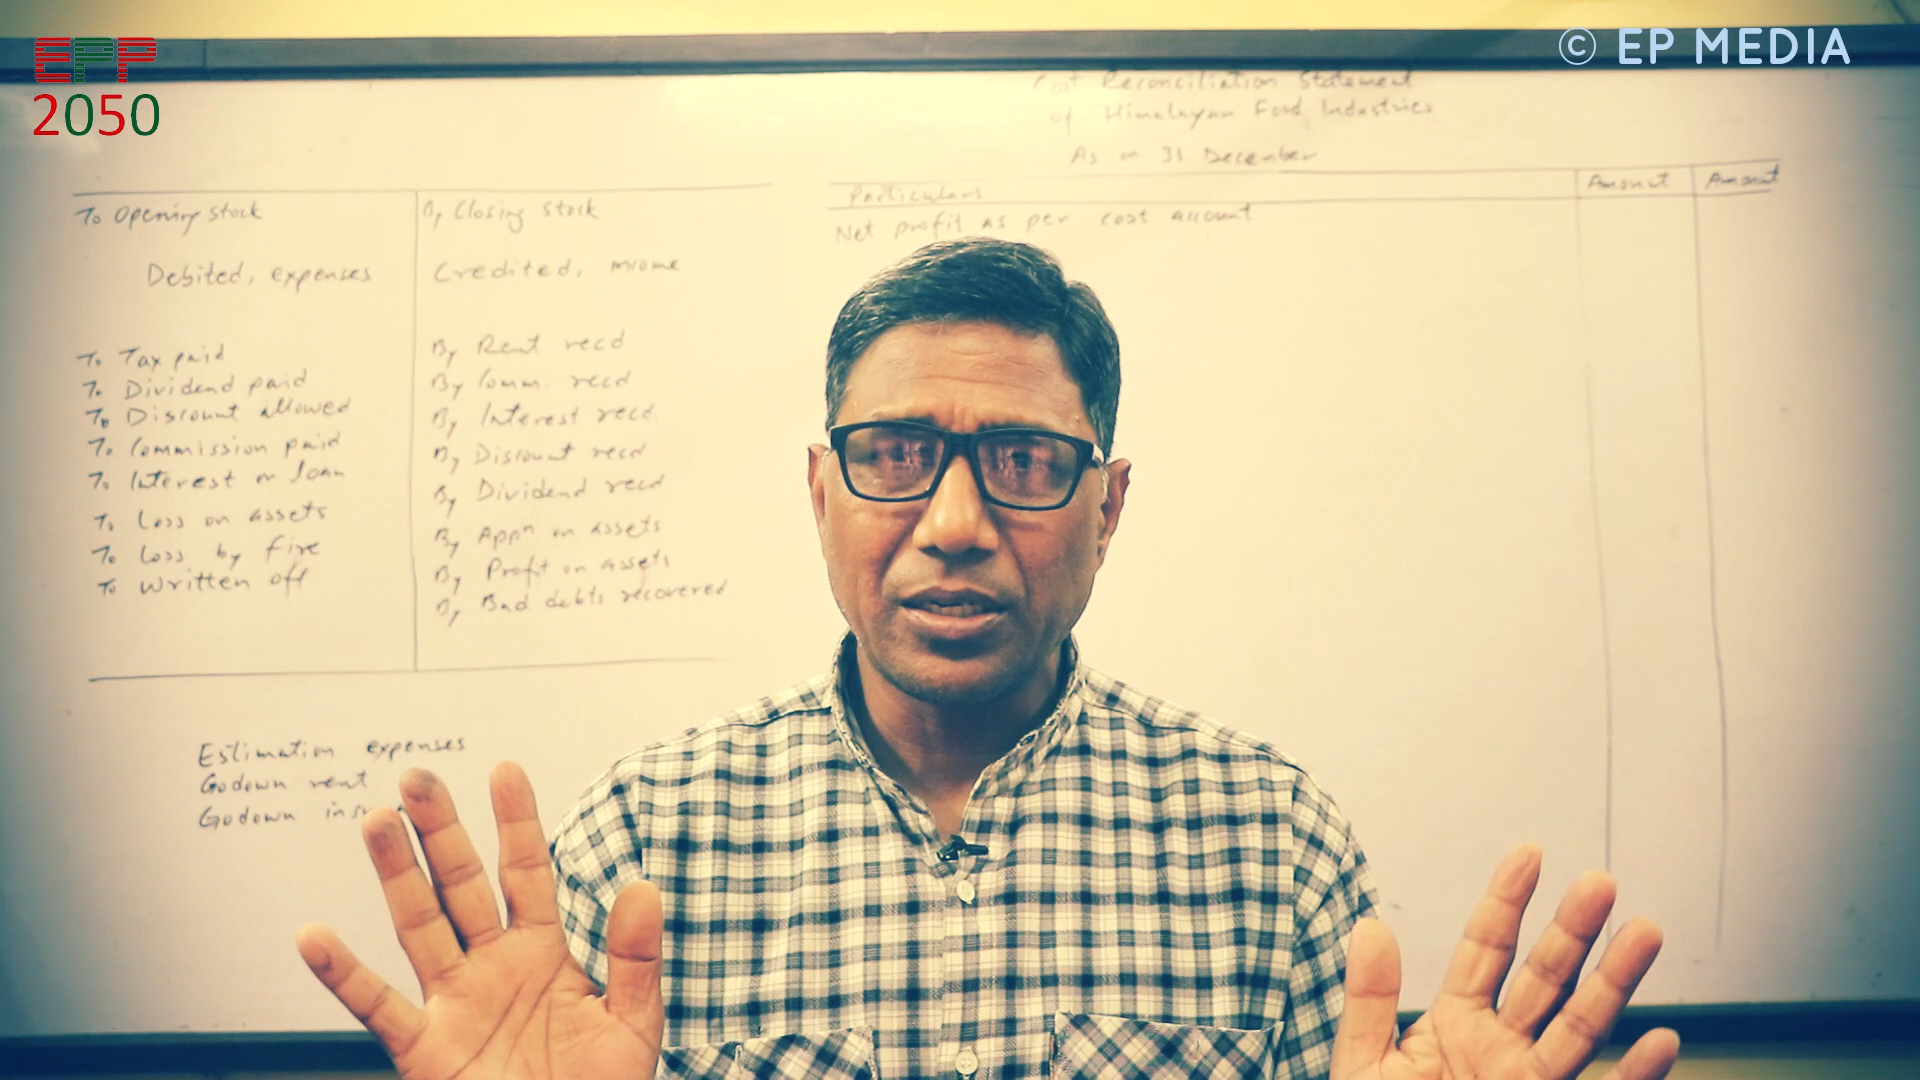 EPP
2050
© EP MEDIA
Cost Reconciliation Statement
of Himalayan Food Industries
As on 31 December
To Opening stock
By Closing stock
Debited, expenses
Credited, income
To Tax paid
To Dividend paid
To Discount allowed
To Commission paid
To Interest on loan
To Loss on assets
To Loss by fire
To Written off
By Rent recd
By Comm. recd
By Interest recd
By Discount recd
By Dividend recd
By Appn on assets
By Profit on assets
By Bad debts recovered
Estimation expenses
Godown rent
Godown
Particulars
Amount
Amount
Net profit as per cost account